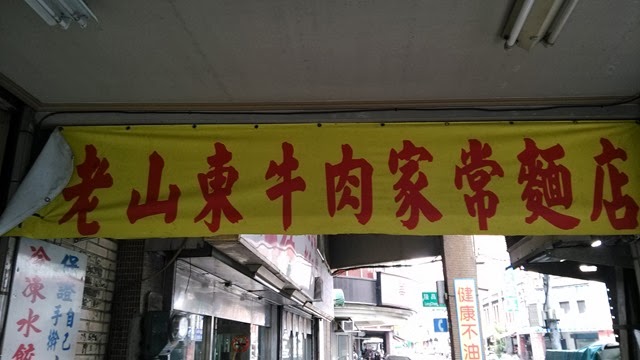 老山東牛肉家常麵店
冷凍水餃
保證自己
手擀
健康不油